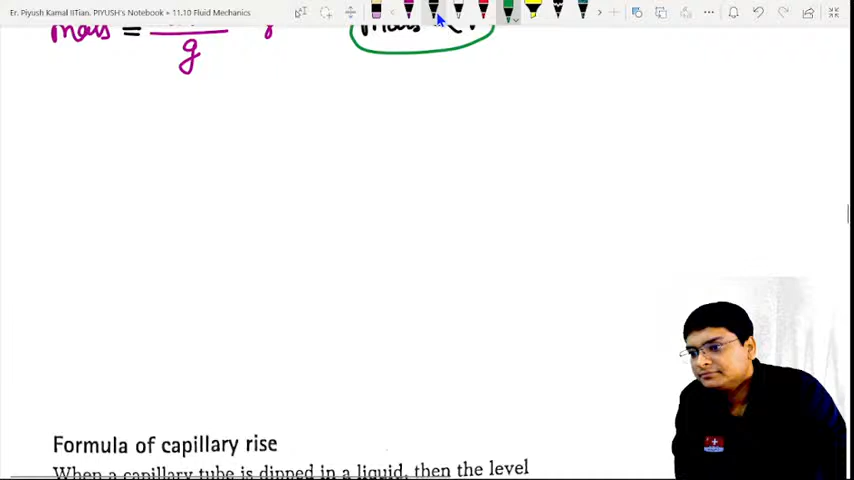 Er. Piyush Kamal IITian. PIYUSH's Notebook » 11.10 Fluid Mechanics
mass =
g
mass
Formula of capillary rise
When a capillary tube is dipped in a liquid, then the level